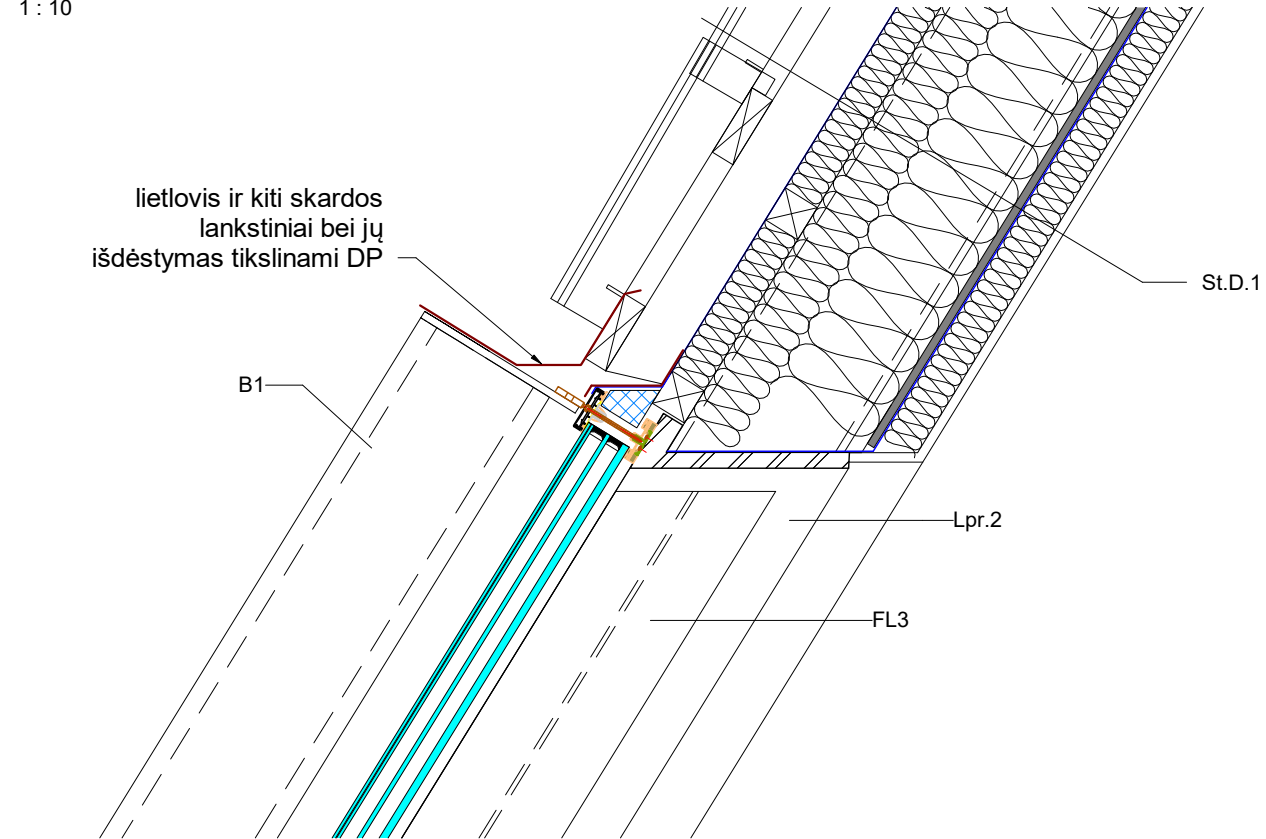 1 : 10
lietlovis ir kiti skardos
lankstiniai bei jų
išdėstymas tikslinami DP
St.D.1
B1
Lpr.2
FL3